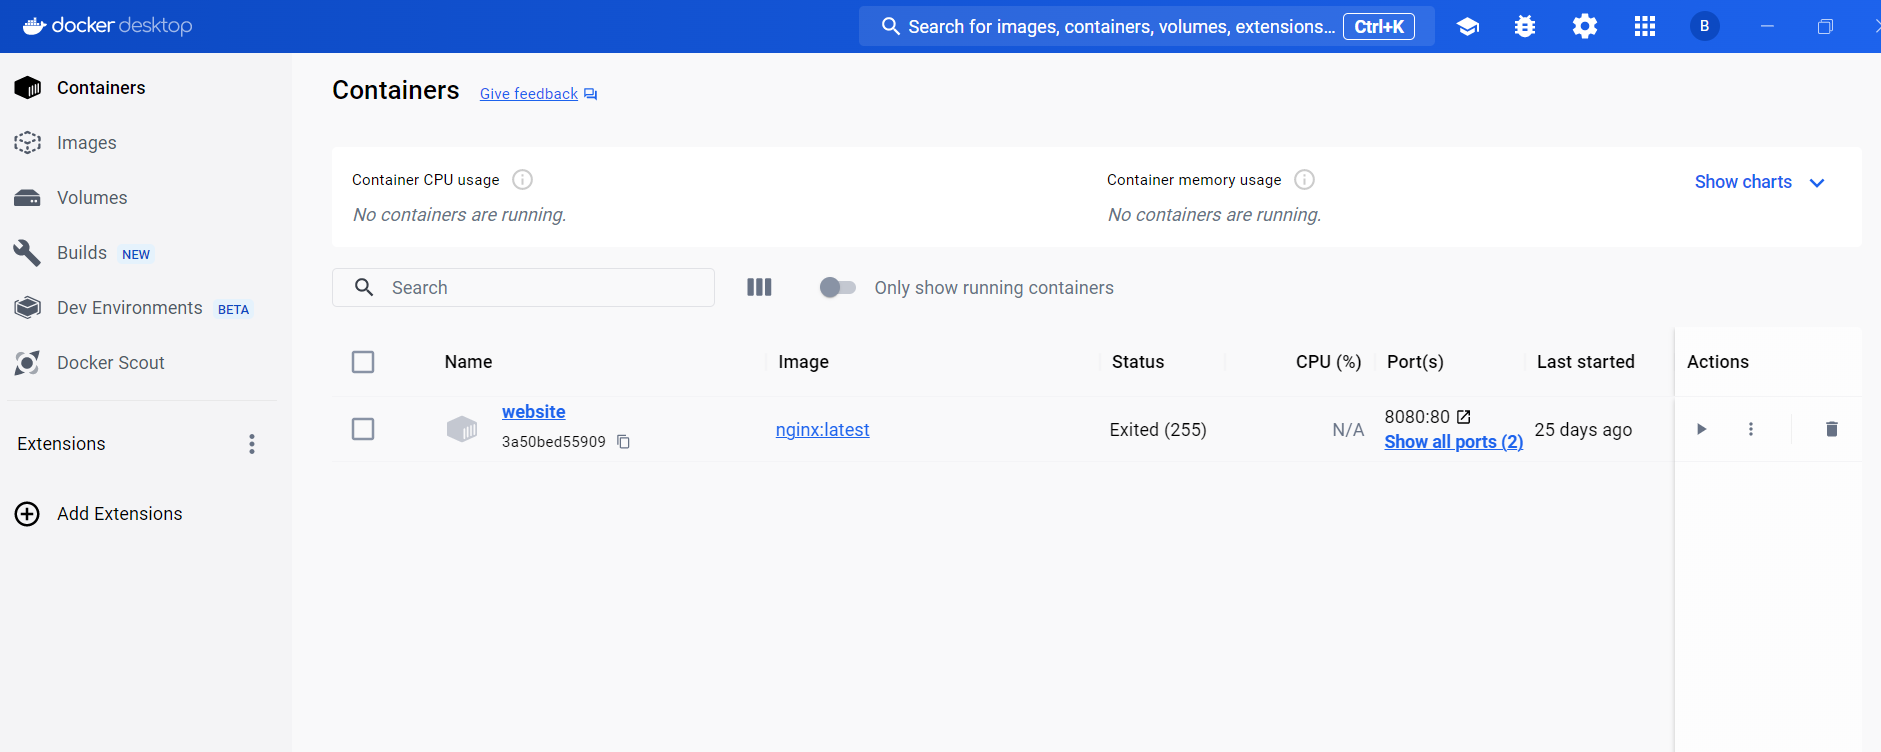 docker desktop
Search for images, containers, volumes, extensions... Ctrl+K
B
Containers
Images
Volumes
Builds NEW
Dev Environments BETA
Docker Scout
Extensions
Add Extensions
Containers Give feedback
Container CPU usage
No containers are running.
Container memory usage
No containers are running.
Show charts
Search
Only show running containers
Name Image Status CPU (%) Port(s) Last started Actions
website
3a50bed55909
nginx:latest
Exited (255)
N/A
8080:80
Show all ports (2)
25 days ago